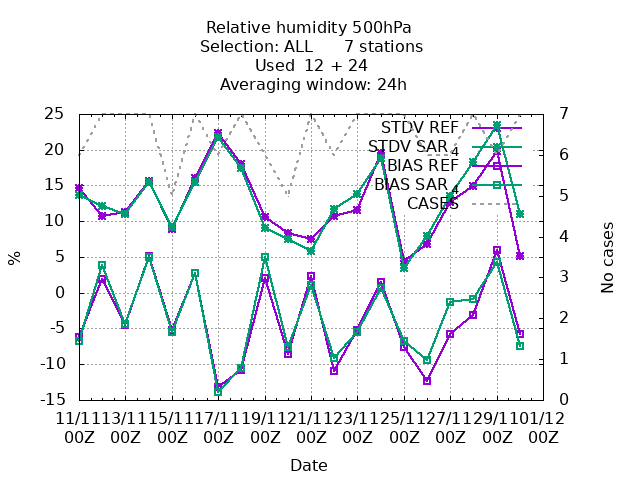 Relative humidity 500hPa
Selection: ALL 7 stations
Used 12 + 24
Averaging window: 24h
25
20
15
10
5
0
-5
-10
-15
%
7
6
5
4
3
2
1
0
No cases
STDV REF
STDV SAR 4
BIAS REF
BIAS SAR 4
CASES
11/11 13/11 15/11 17/11 19/11 21/11 23/11 25/11 27/11 29/11 01/12
00Z 00Z 00Z 00Z 00Z 00Z 00Z 00Z 00Z 00Z 00Z
Date